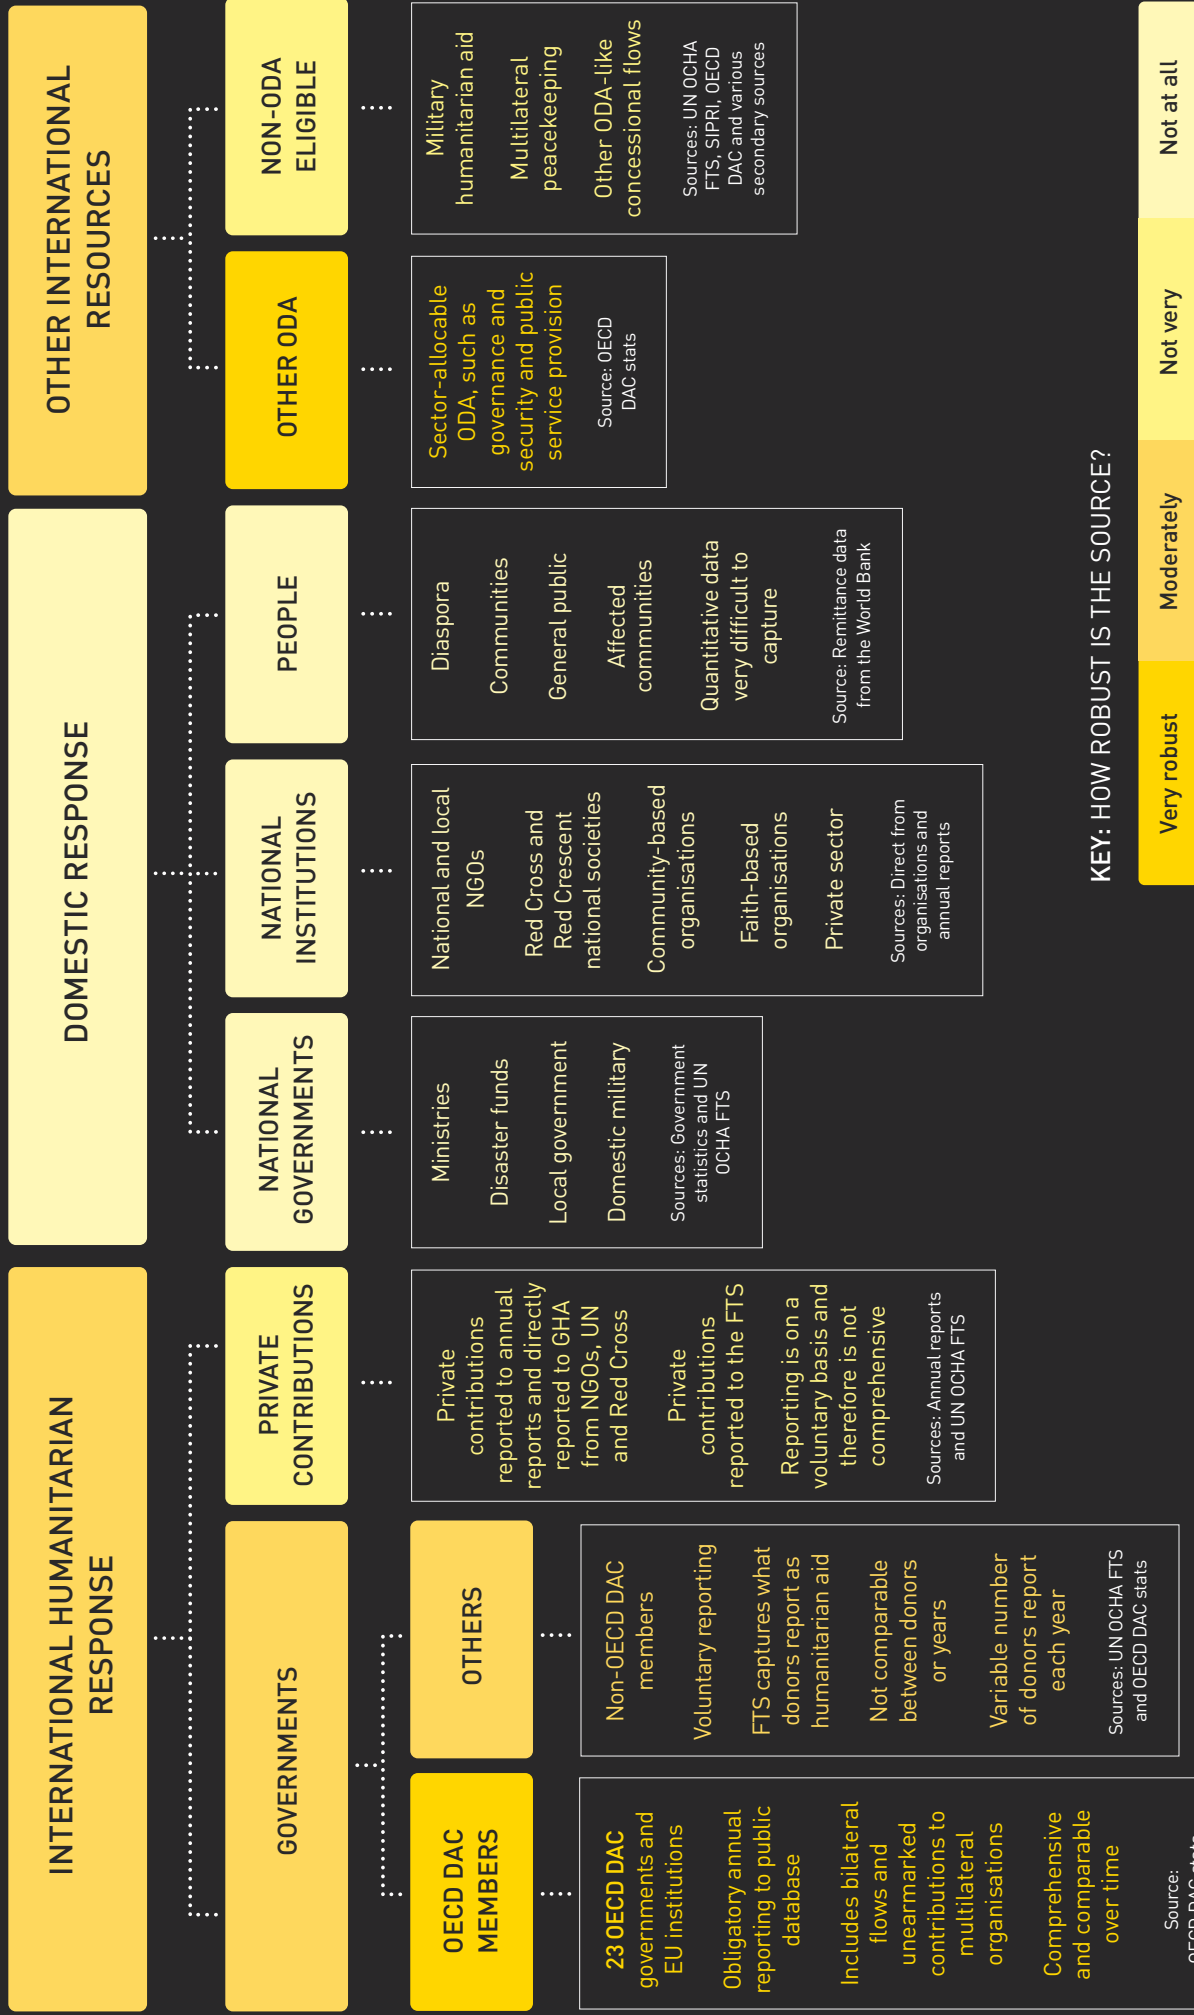 INTERNATIONAL HUMANITARIAN
RESPONSE
GOVERNMENTS
OECD DAC
MEMBERS
23 OECD DAC
governments and
EU institutions
Obligatory annual
reporting to public
database
Includes bilateral
flows and
unearmarked
contributions to
multilateral
organisations
Comprehensive
and comparable
over time
Source:
OECD DAC stats
OTHERS
Non-OECD DAC
members
Voluntary reporting
FTS captures what
donors report as
humanitarian aid
Not comparable
between donors
or years
Variable number
of donors report
each year
Sources: UN OCHA FTS
and OECD DAC stats
PRIVATE
CONTRIBUTIONS
Private
contributions
reported to annual
reports and directly
reported to GHA
from NGOs, UN
and Red Cross
Private
contributions
reported to the FTS
Reporting is on a
voluntary basis and
therefore is not
comprehensive
Sources: Annual reports
and UN OCHA FTS
DOMESTIC RESPONSE
NATIONAL
GOVERNMENTS
Ministries
Disaster funds
Local government
Domestic military
Sources: Government
statistics and UN
OCHA FTS
NATIONAL
INSTITUTIONS
National and local
NGOs
Red Cross and
Red Crescent
national societies
Community-based
organisations
Faith-based
organisations
Private sector
Sources: Direct from
organisations and
annual reports
PEOPLE
Diaspora
Communities
General public
Affected
communities
Quantitative data
very difficult to
capture
Source: Remittance data
from the World Bank
OTHER INTERNATIONAL
RESOURCES
OTHER ODA
Sector-allocable
ODA, such as
governance and
security and public
service provision
Source: OECD
DAC stats
NON-ODA
ELIGIBLE
Military
humanitarian aid
Multilateral
peacekeeping
Other ODA-like
concessional flows
Sources: UN OCHA
FTS, SIPRI, OECD
DAC and various
secondary sources
KEY: HOW ROBUST IS THE SOURCE?
Very robust
Moderately
Not very
Not at all